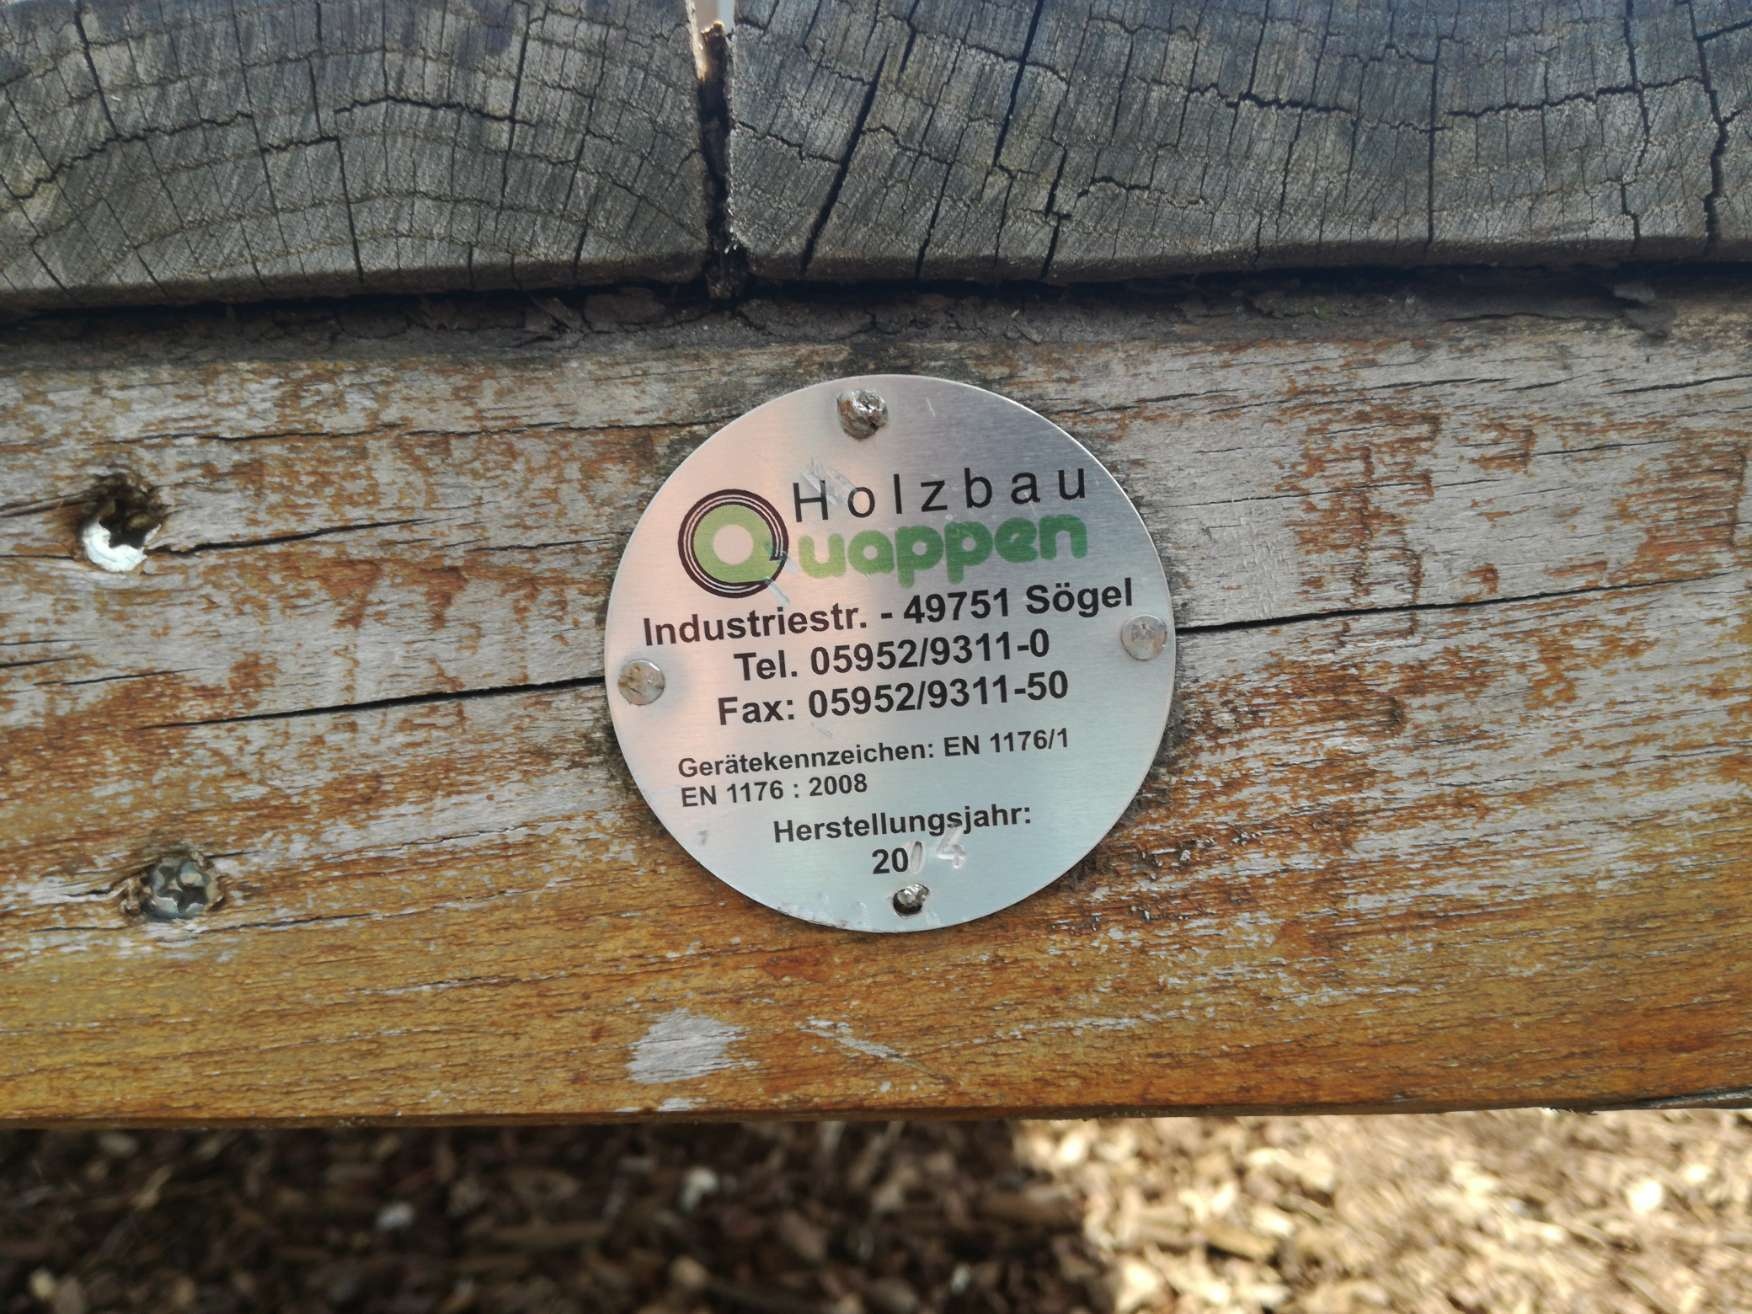 Holzbau
Quappen
Industriestr. - 49751 Sögel
Tel. 05952/9311-0
Fax: 05952/9311-50
Gerätekennzeichen: EN 1176/1
EN 1176 : 2008
Herstellungsjahr:
2014